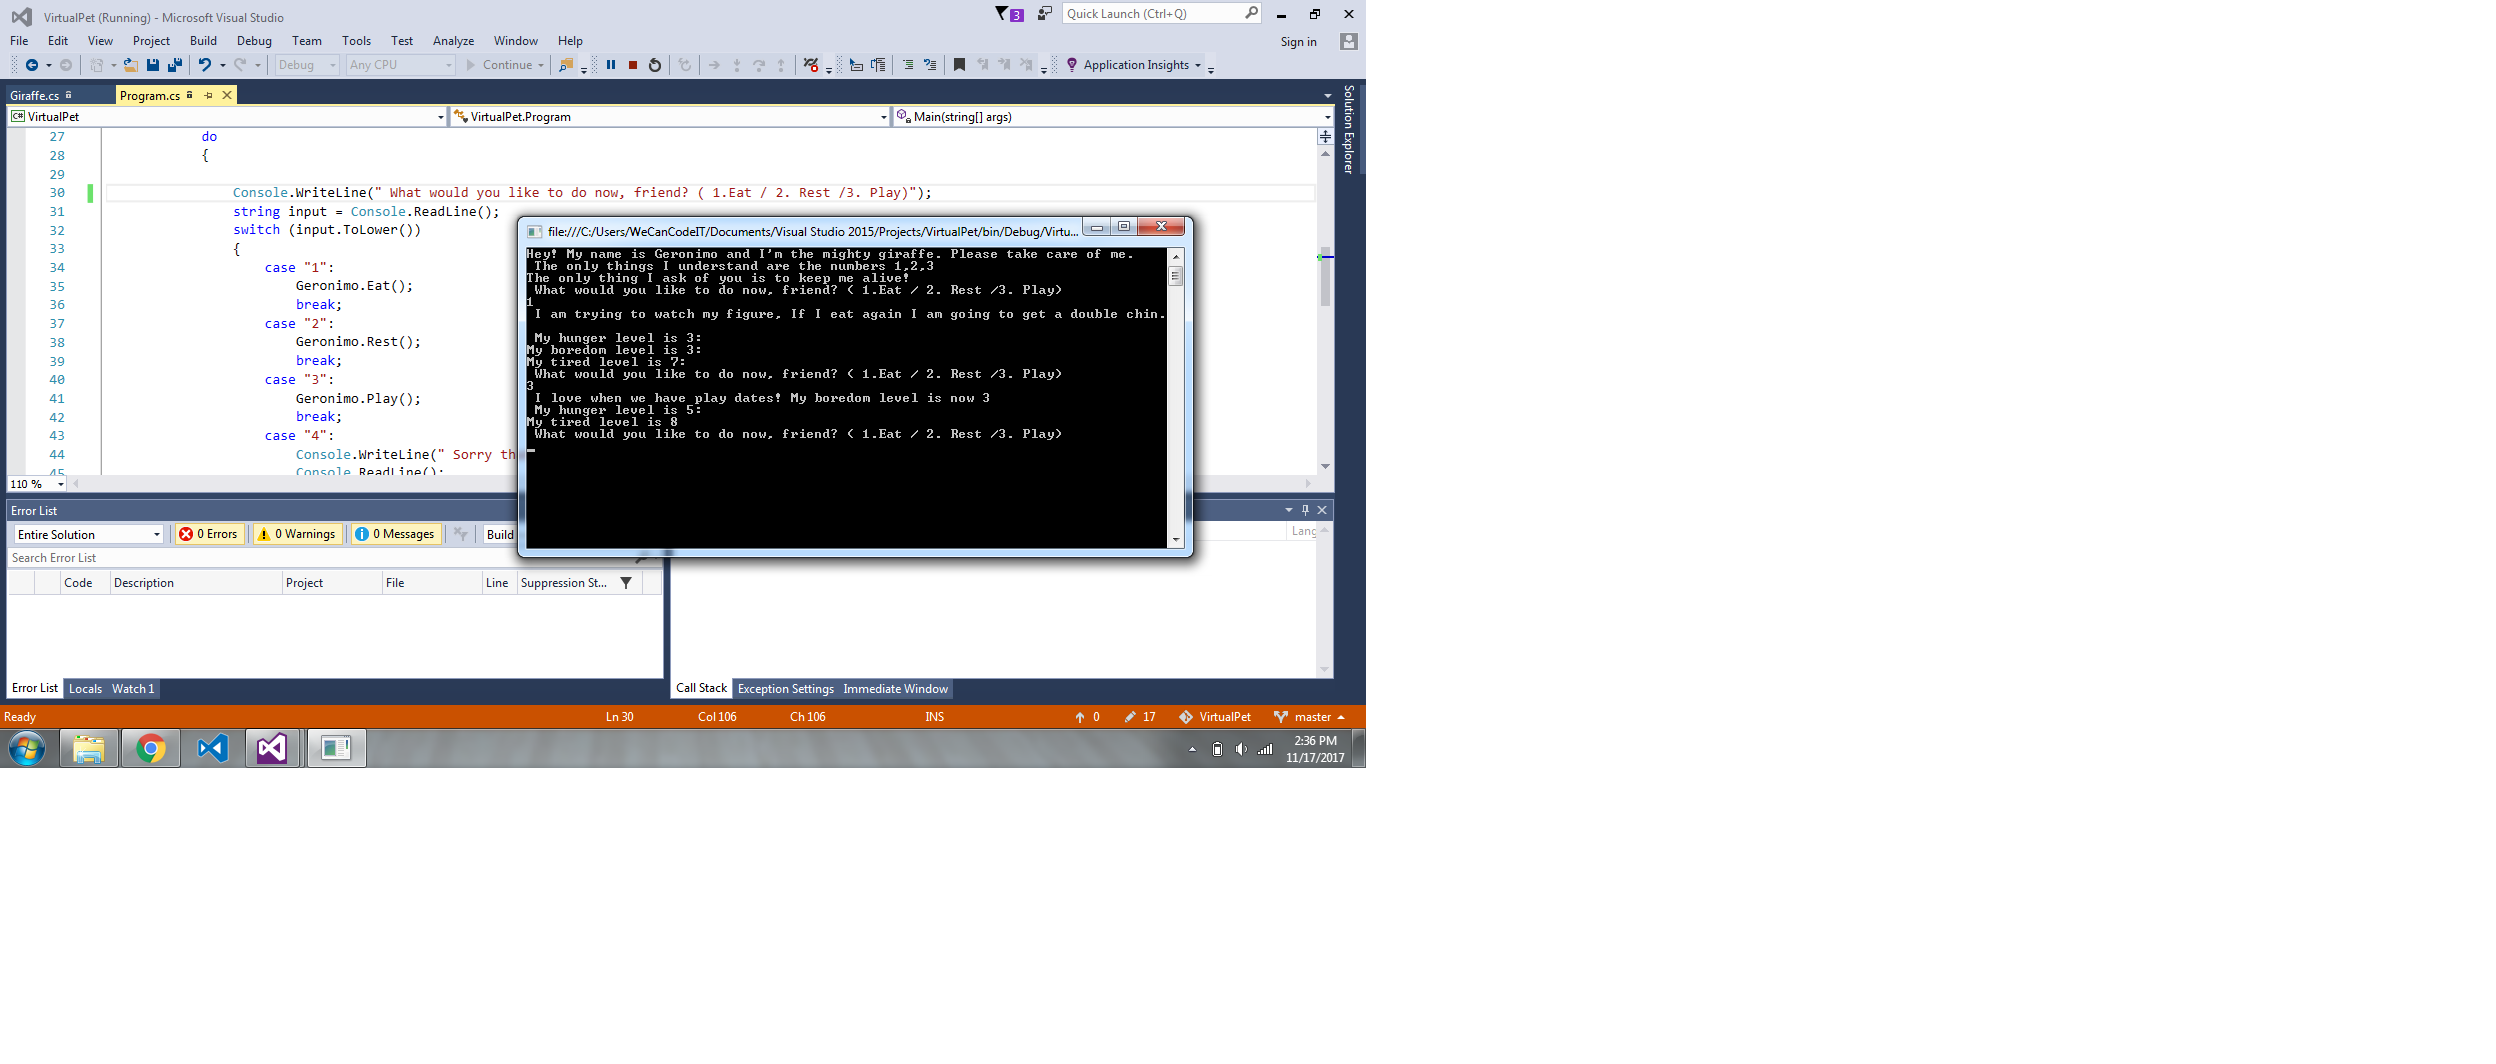 VirtualPet (Running) - Microsoft Visual Studio
3
Quick Launch (Ctrl+Q)
File Edit View Project Build Debug Team Tools Test Analyze Window Help
Sign in
Debug Any CPU Continue Application Insights
Giraffe.cs Program.cs
Solution Explorer
C# VirtualPet VirtualPet.Program Main(string[] args)
27 do
28 {
29
30 Console.WriteLine(" What would you like to do now, friend? ( 1.Eat / 2. Rest /3. Play)");
31 string input = Console.ReadLine();
32 switch (input.ToLower())
33 {
34 case "1":
35 Geronimo.Eat();
36 break;
37 case "2":
38 Geronimo.Rest();
39 break;
40 case "3":
41 Geronimo.Play();
42 break;
43 case "4":
44 Console.WriteLine(" Sorry th
45 Console.ReadLine();
110 %
file:///C:/Users/WeCanCodeIT/Documents/Visual Studio 2015/Projects/VirtualPet/bin/Debug/Virtu...
Hey! My name is Geronimo and I'm the mighty giraffe. Please take care of me.
The only things I understand are the numbers 1,2,3
The only thing I ask of you is to keep me alive!
What would you like to do now, friend? ( 1.Eat / 2. Rest /3. Play)
1
I am trying to watch my figure, If I eat again I am going to get a double chin.
My hunger level is 3:
My boredom level is 3:
My tired level is 7:
What would you like to do now, friend? ( 1.Eat / 2. Rest /3. Play)
3
I love when we have play dates! My boredom level is now 3
My hunger level is 5:
My tired level is 8
What would you like to do now, friend? ( 1.Eat / 2. Rest /3. Play)
Error List
Entire Solution 0 Errors 0 Warnings 0 Messages Build
Lang
Search Error List
Code Description Project File Line Suppression St...
Error List Locals Watch 1
Call Stack Exception Settings Immediate Window
Ready Ln 30 Col 106 Ch 106 INS 0 17 VirtualPet master
2:36 PM
11/17/2017